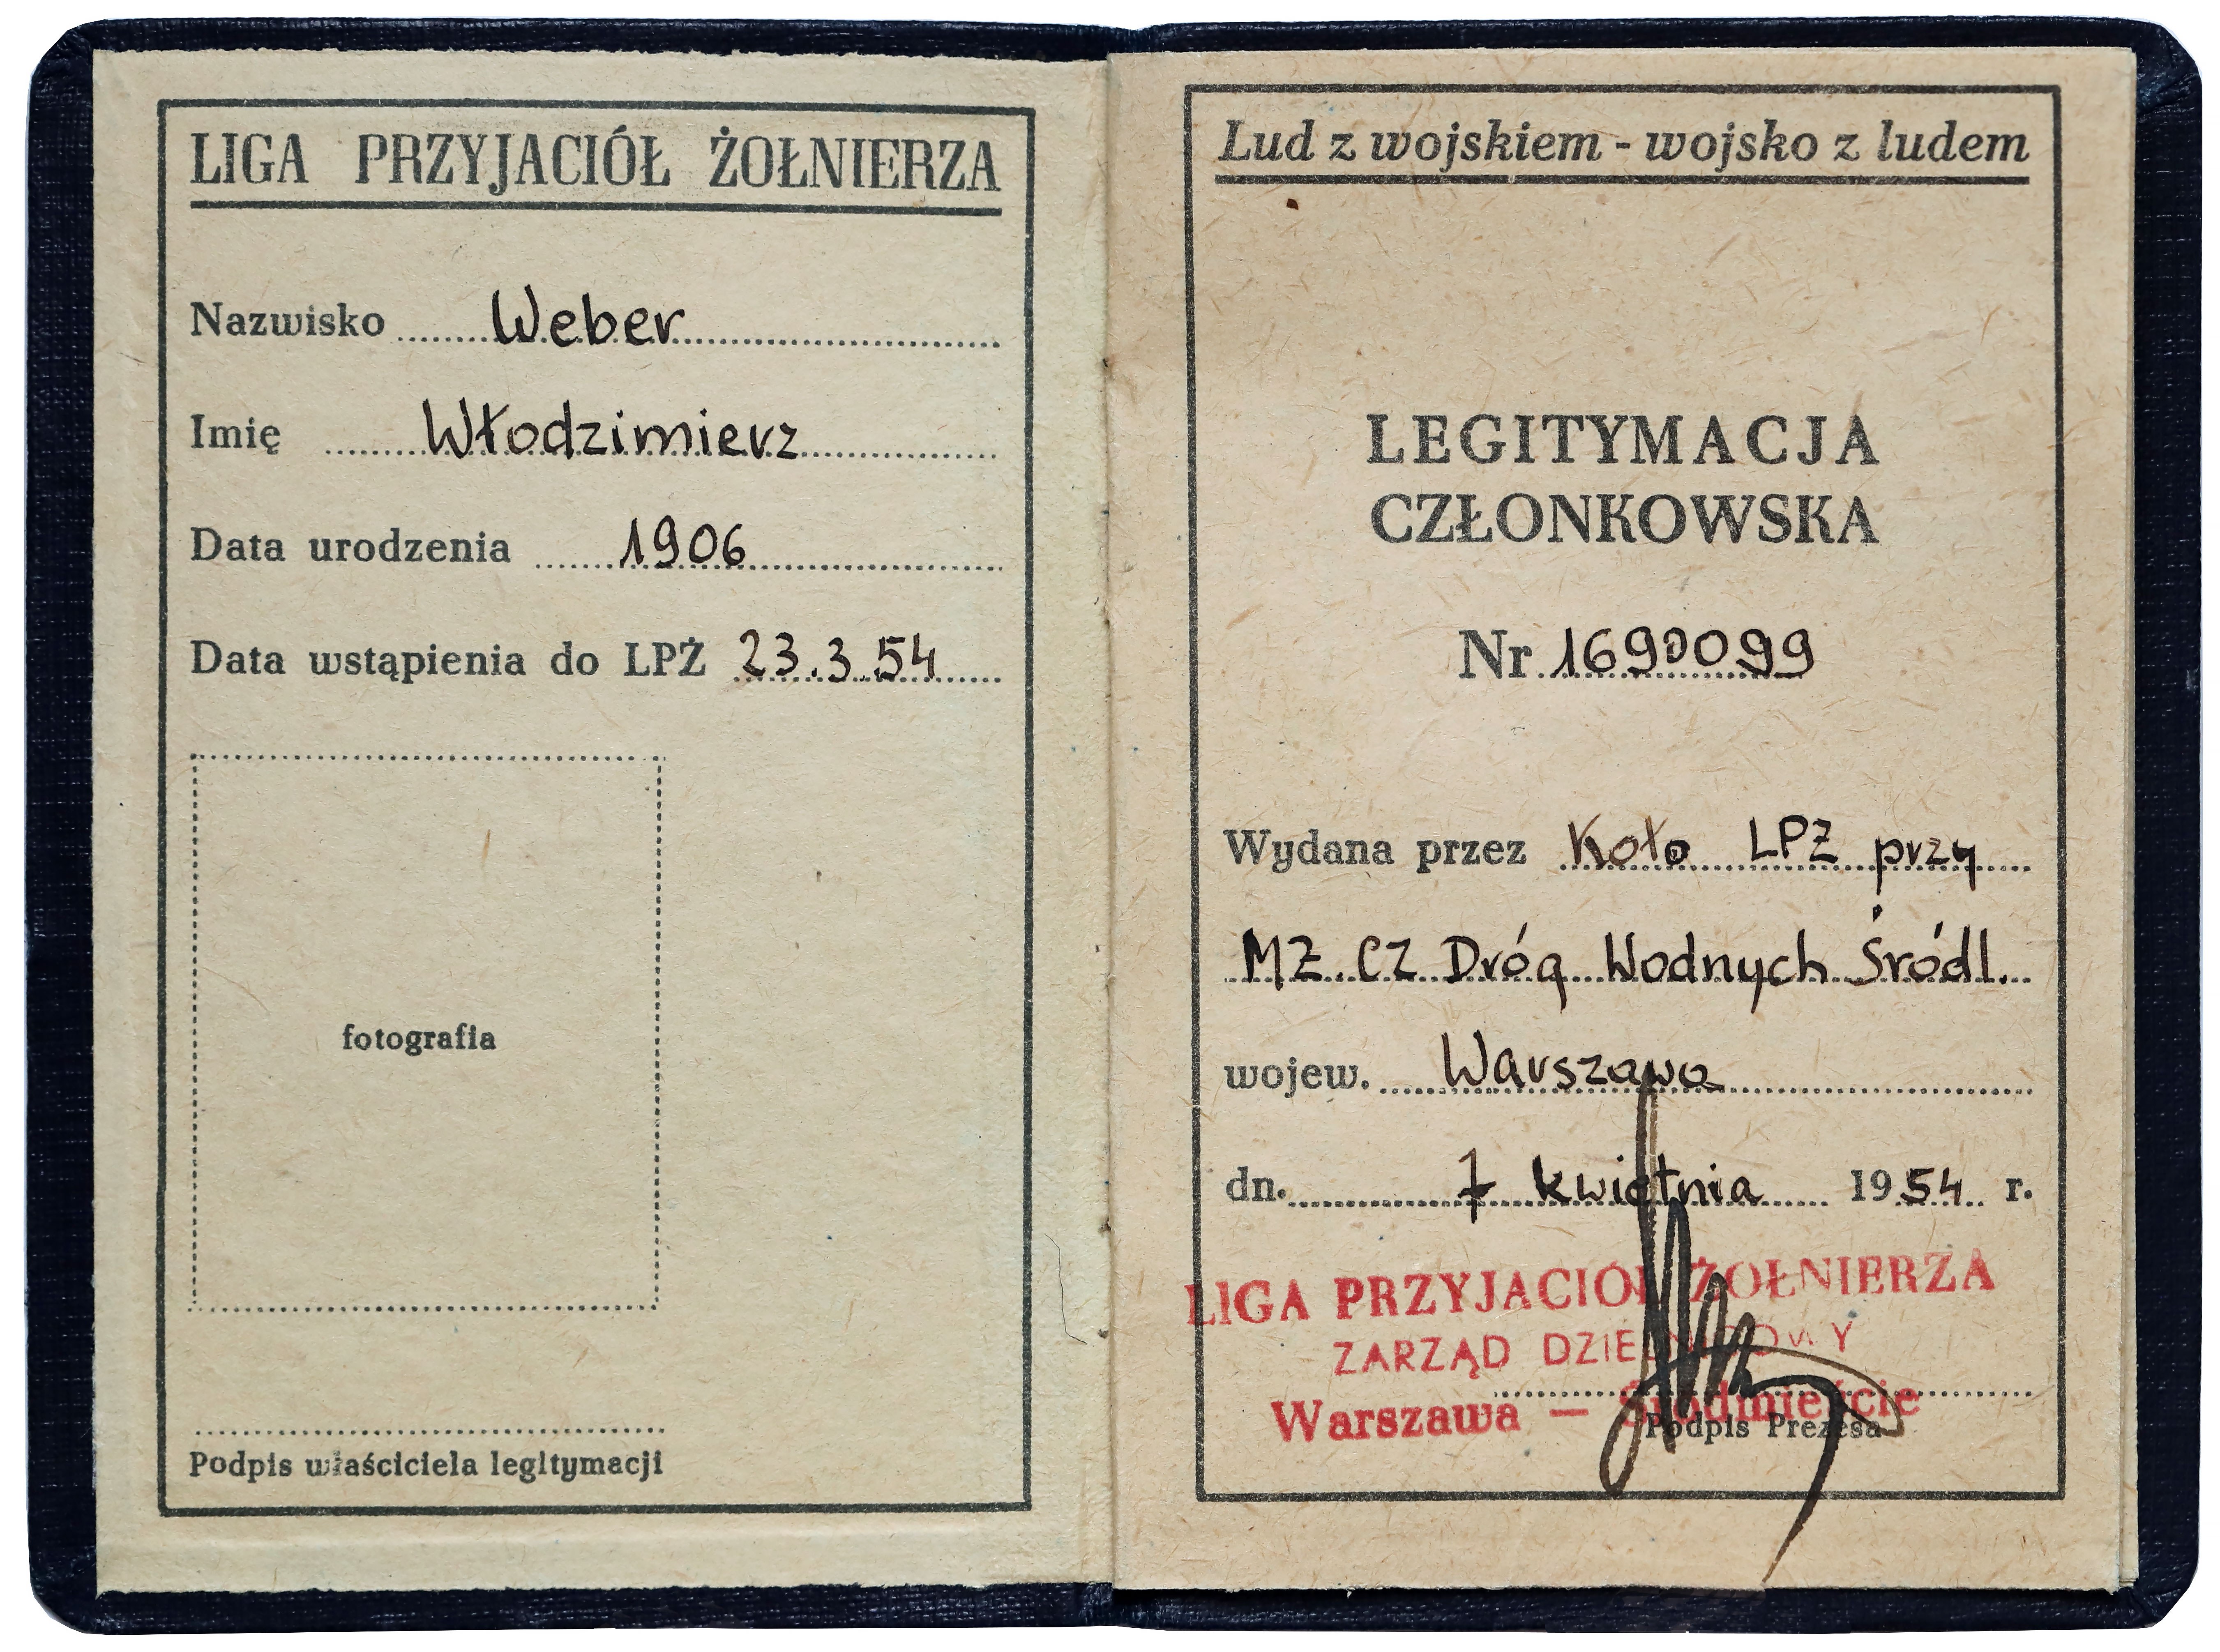 LIGA PRZYJACIÓŁ ŻOŁNIERZA
Nazwisko Weber
Imię Włodzimierz
Data urodzenia 1906
Data wstąpienia do LPŻ 23.3.54
fotografia
Podpis właściciela legitymacji
Lud z wojskiem - wojsko z ludem
LEGITYMACJA
CZŁONKOWSKA
Nr 1690099
Wydana przez Koło LPŻ przy
MŻ CZ Dróg Wodnych Śródl.
wojew. Warszawa
dn. 7 kwietnia 1954 r.
LIGA PRZYJACIÓŁ ŻOŁNIERZA
ZARZĄD DZIELNICOWY
Warszawa — Śródmieście
Podpis Prezesa